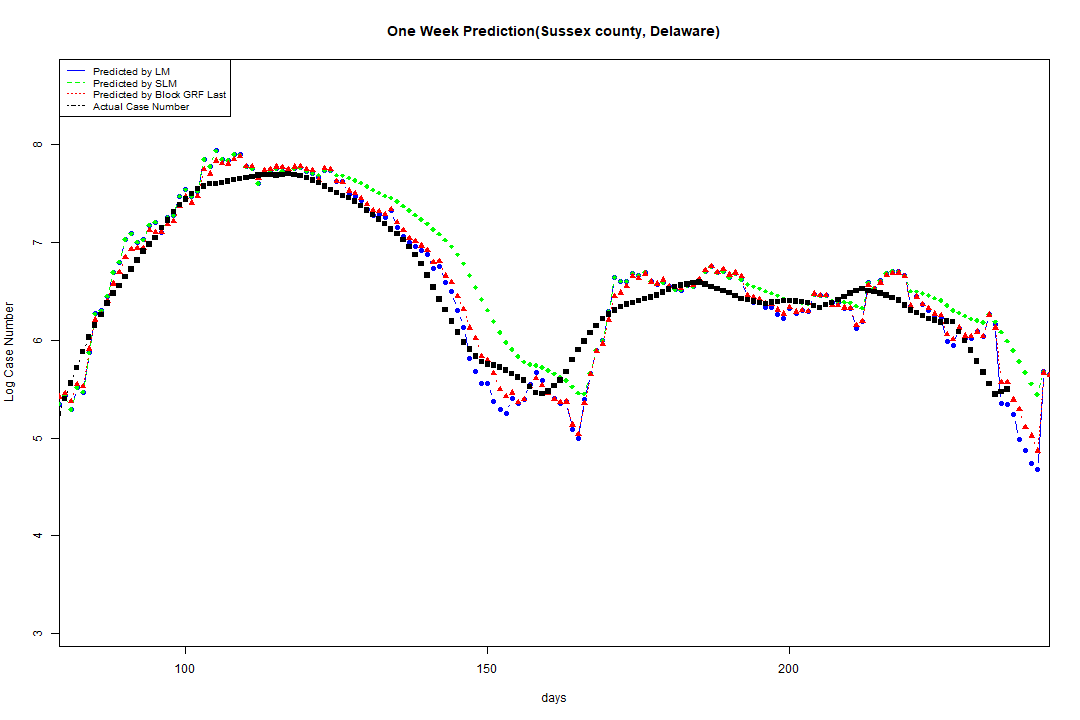 One Week Prediction(Sussex county, Delaware)
Predicted by LM
Predicted by SLM
Predicted by Block GRF Last
Actual Case Number
8
7
6
5
4
3
Log Case Number
100 150 200
days